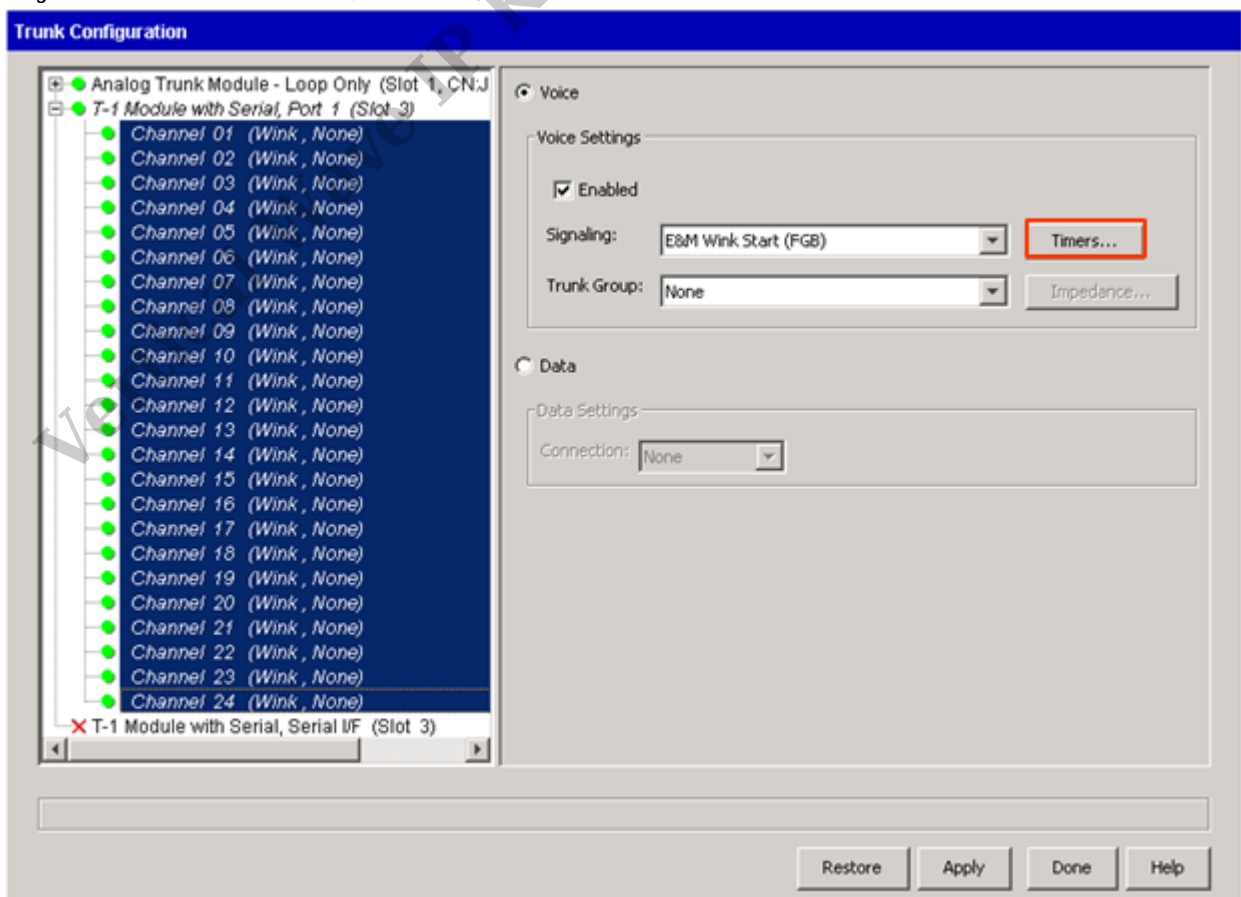 Trunk Configuration
Analog Trunk Module - Loop Only (Slot 1, CN:J
T-1 Module with Serial, Port 1 (Slot 3)
Channel 01 (Wink , None)
Channel 02 (Wink , None)
Channel 03 (Wink , None)
Channel 04 (Wink , None)
Channel 05 (Wink , None)
Channel 06 (Wink , None)
Channel 07 (Wink , None)
Channel 08 (Wink , None)
Channel 09 (Wink , None)
Channel 10 (Wink , None)
Channel 11 (Wink , None)
Channel 12 (Wink , None)
Channel 13 (Wink , None)
Channel 14 (Wink , None)
Channel 15 (Wink , None)
Channel 16 (Wink , None)
Channel 17 (Wink , None)
Channel 18 (Wink , None)
Channel 19 (Wink , None)
Channel 20 (Wink , None)
Channel 21 (Wink , None)
Channel 22 (Wink , None)
Channel 23 (Wink , None)
Channel 24 (Wink , None)
T-1 Module with Serial, Serial I/F (Slot 3)
Voice
Voice Settings
Enabled
Signaling: E&M Wink Start (FGB) Timers...
Trunk Group: None Impedance...
Data
Data Settings
Connection: None
Restore Apply Done Help